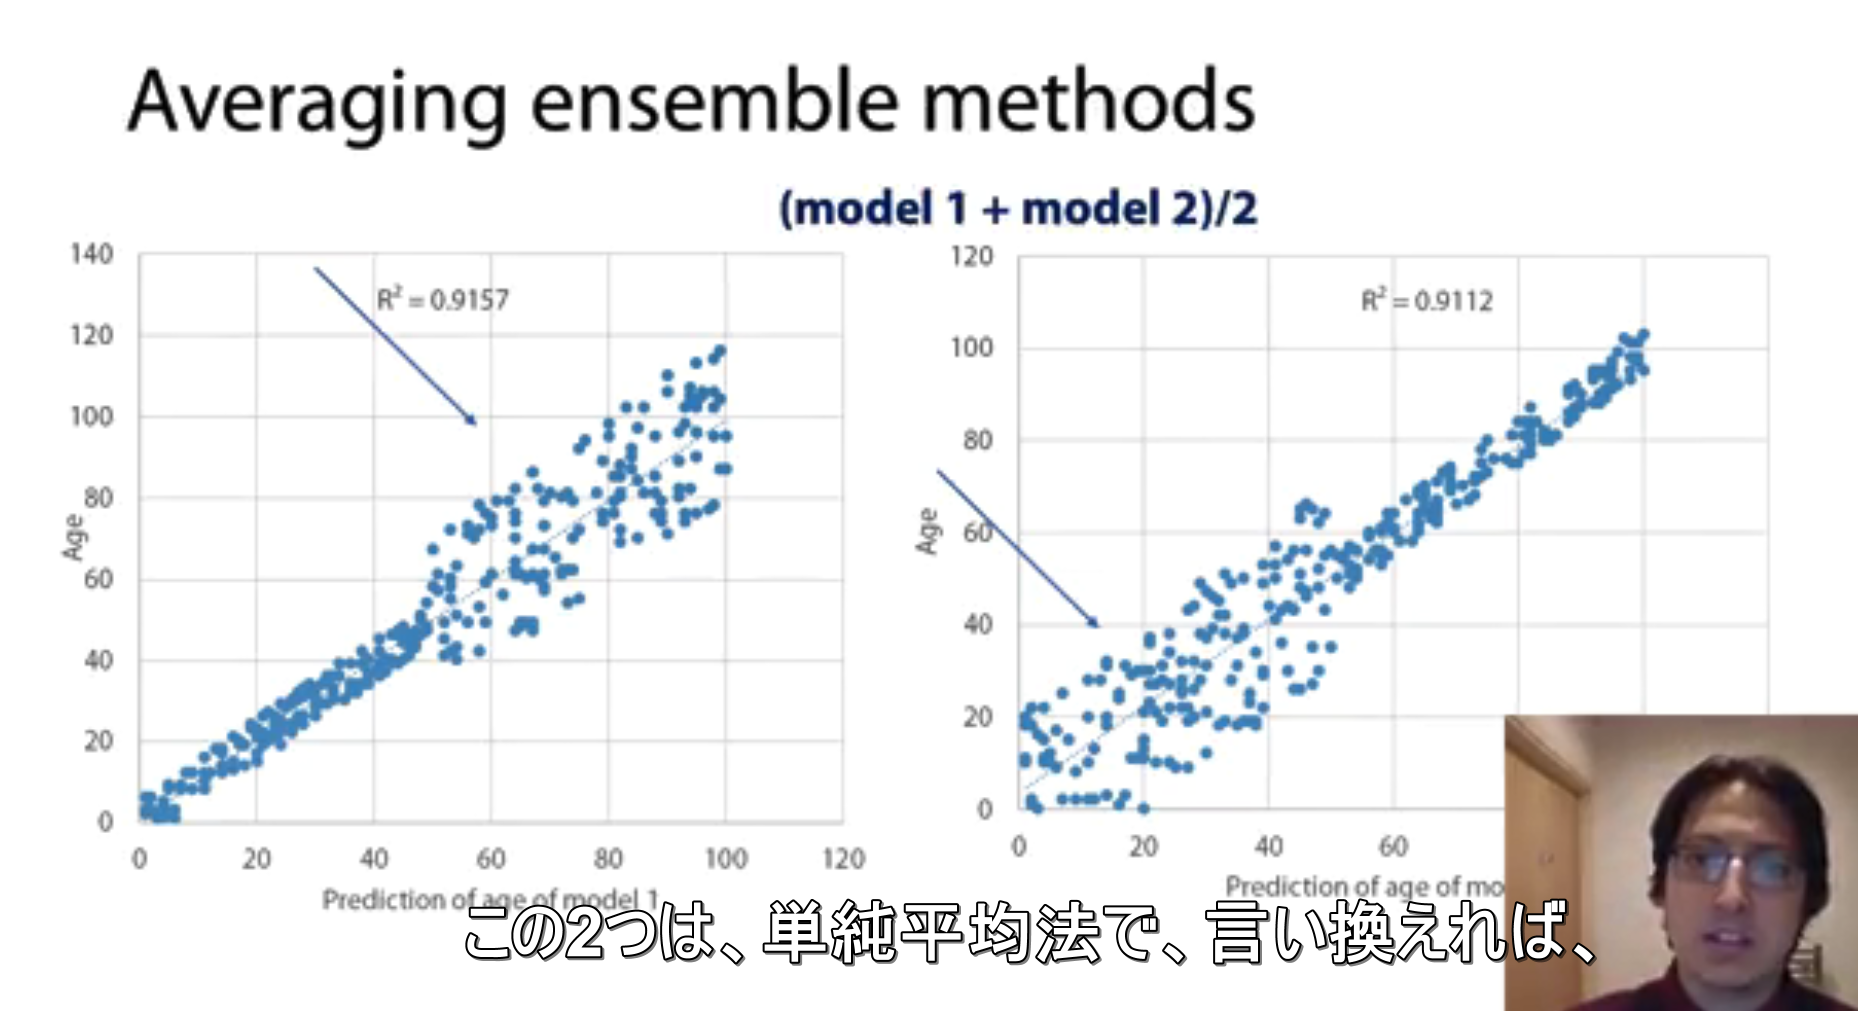 Averaging ensemble methods
(model 1 + model 2)/2
140
120
100
80
60
40
20
0
Age
R² = 0.9157
0 20 40 60 80 100 120
Prediction of age of model 1
120
100
80
60
40
20
0
Age
R² = 0.9112
0 20 40 60
Prediction of age of mo
この2つは、単純平均法で、言い換えれば、